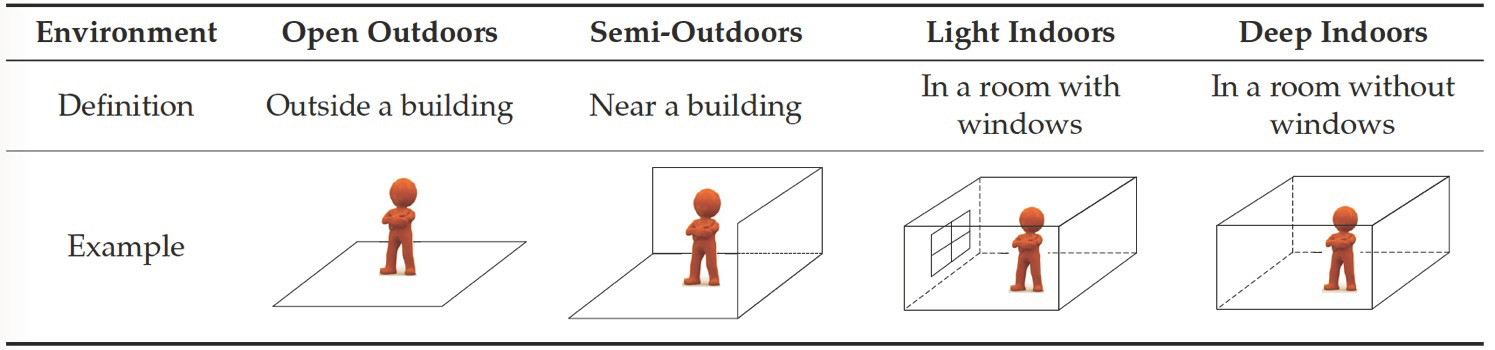 Environment Open Outdoors Semi-Outdoors Light Indoors Deep Indoors
Definition Outside a building Near a building In a room with windows In a room without windows
Example